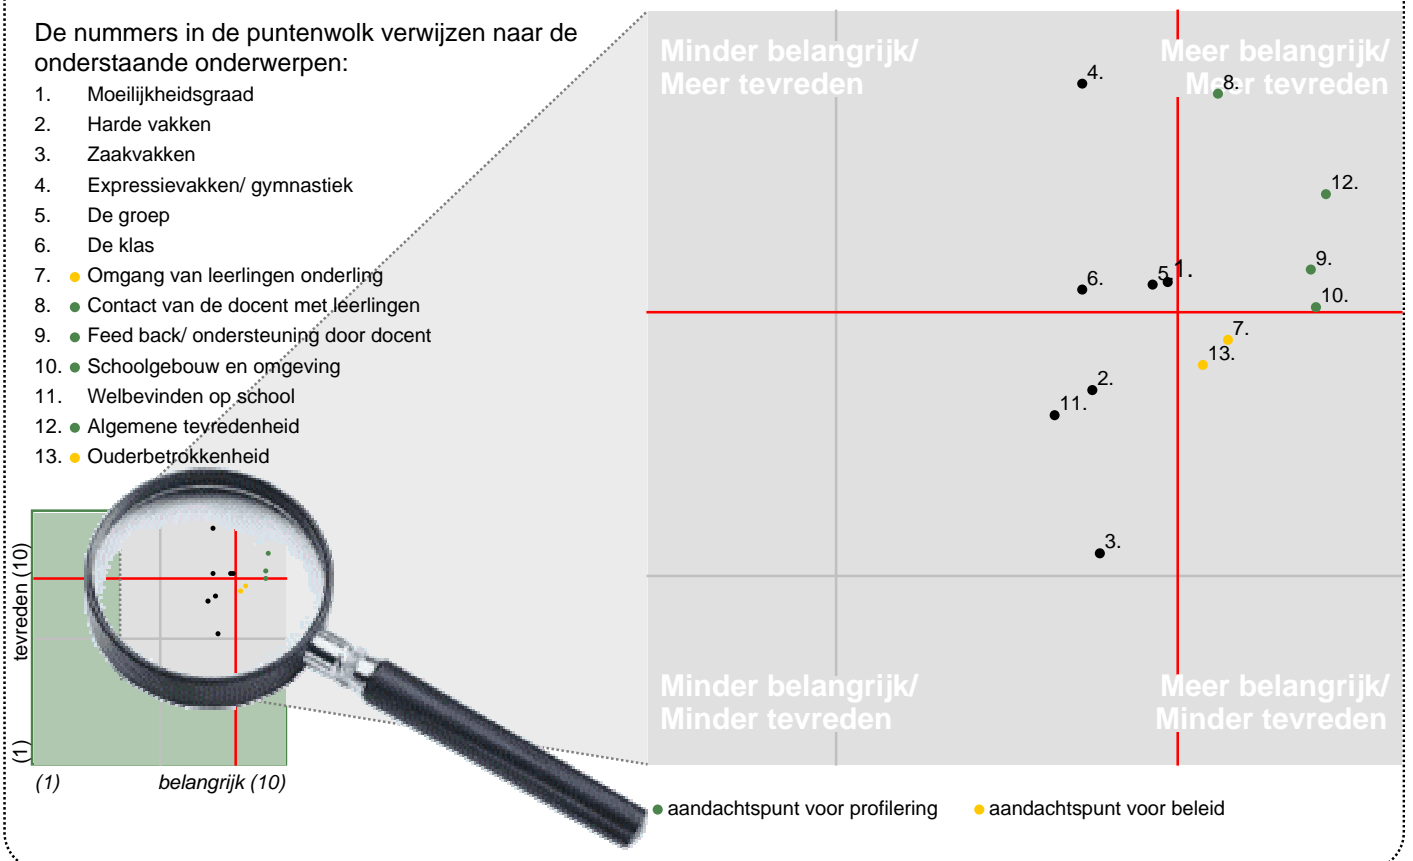 De nummers in de puntenwolk verwijzen naar de
onderstaande onderwerpen:
1. Moeilijkheidsgraad
2. Harde vakken
3. Zaakvakken
4. Expressievakken/ gymnastiek
5. De groep
6. De klas
7. Omgang van leerlingen onderling
8. Contact van de docent met leerlingen
9. Feed back/ ondersteuning door docent
10. Schoolgebouw en omgeving
11. Welbevinden op school
12. Algemene tevredenheid
13. Ouderbetrokkenheid
Minder belangrijk/
Meer tevreden
Meer belangrijk/
Meer tevreden
4.
8.
12.
9.
10.
6.
5.
1.
7.
13.
2.
11.
3.
Minder belangrijk/
Minder tevreden
Meer belangrijk/
Minder tevreden
tevreden (10)
(1)
(1)
belangrijk (10)
aandachtspunt voor profilering
aandachtspunt voor beleid